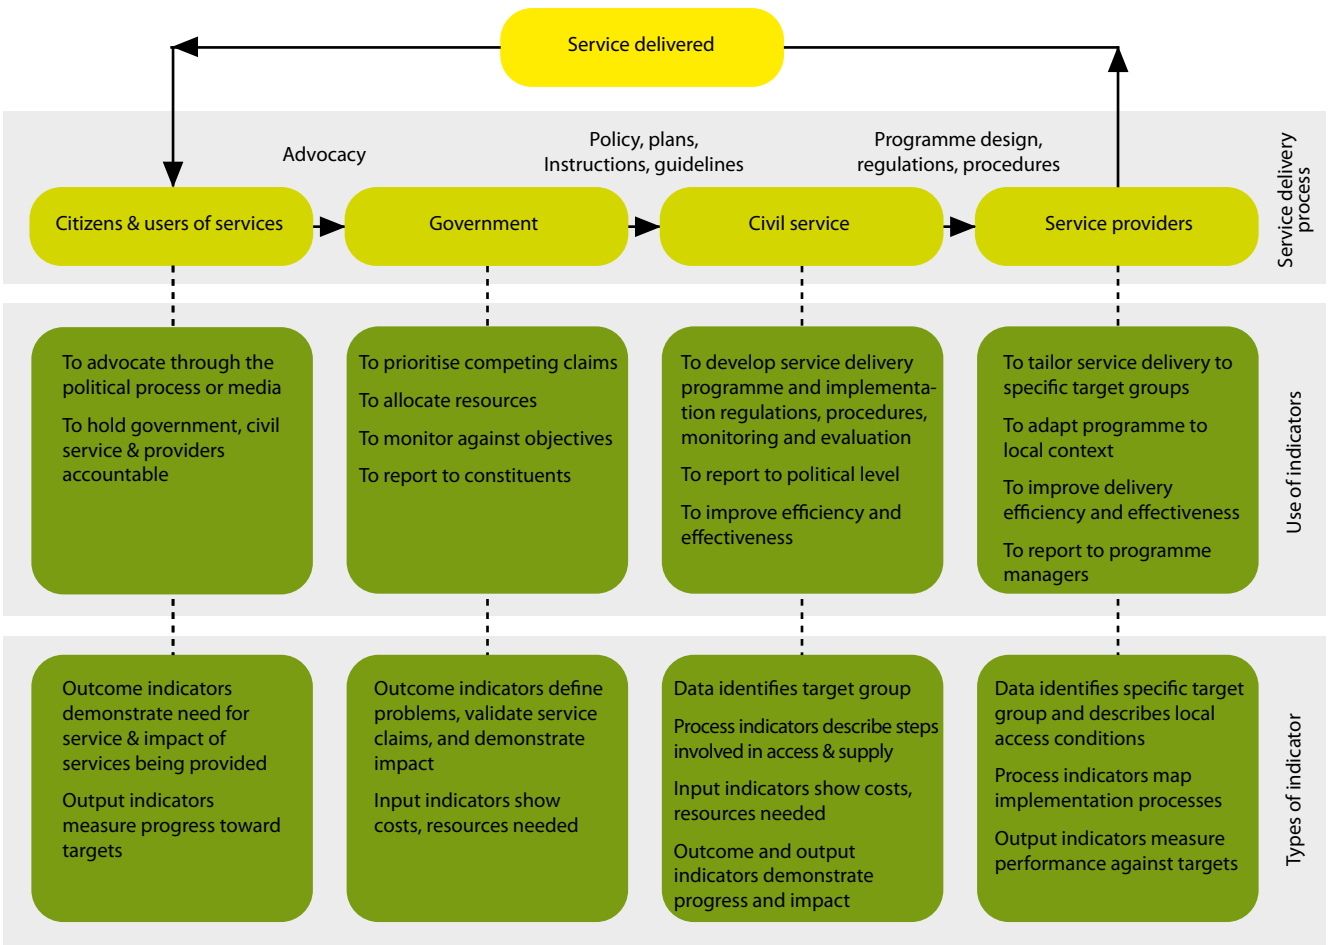 Service delivered
Advocacy
Policy, plans,
Instructions, guidelines
Programme design,
regulations, procedures
Service delivery
process
Citizens & users of services
Government
Civil service
Service providers
To advocate through the
political process or media
To hold government, civil
service & providers
accountable
To prioritise competing claims
To allocate resources
To monitor against objectives
To report to constituents
To develop service delivery
programme and implementa-
tion regulations, procedures,
monitoring and evaluation
To report to political level
To improve efficiency and
effectiveness
To tailor service delivery to
specific target groups
To adapt programme to
local context
To improve delivery
efficiency and effectiveness
To report to programme
managers
Use of indicators
Outcome indicators
demonstrate need for
service & impact of
services being provided
Output indicators
measure progress toward
targets
Outcome indicators define
problems, validate service
claims, and demonstrate
impact
Input indicators show
costs, resources needed
Data identifies target group
Process indicators describe steps
involved in access & supply
Input indicators show costs,
resources needed
Outcome and output
indicators demonstrate
progress and impact
Data identifies specific target
group and describes local
access conditions
Process indicators map
implementation processes
Output indicators measure
performance against targets
Types of indicator